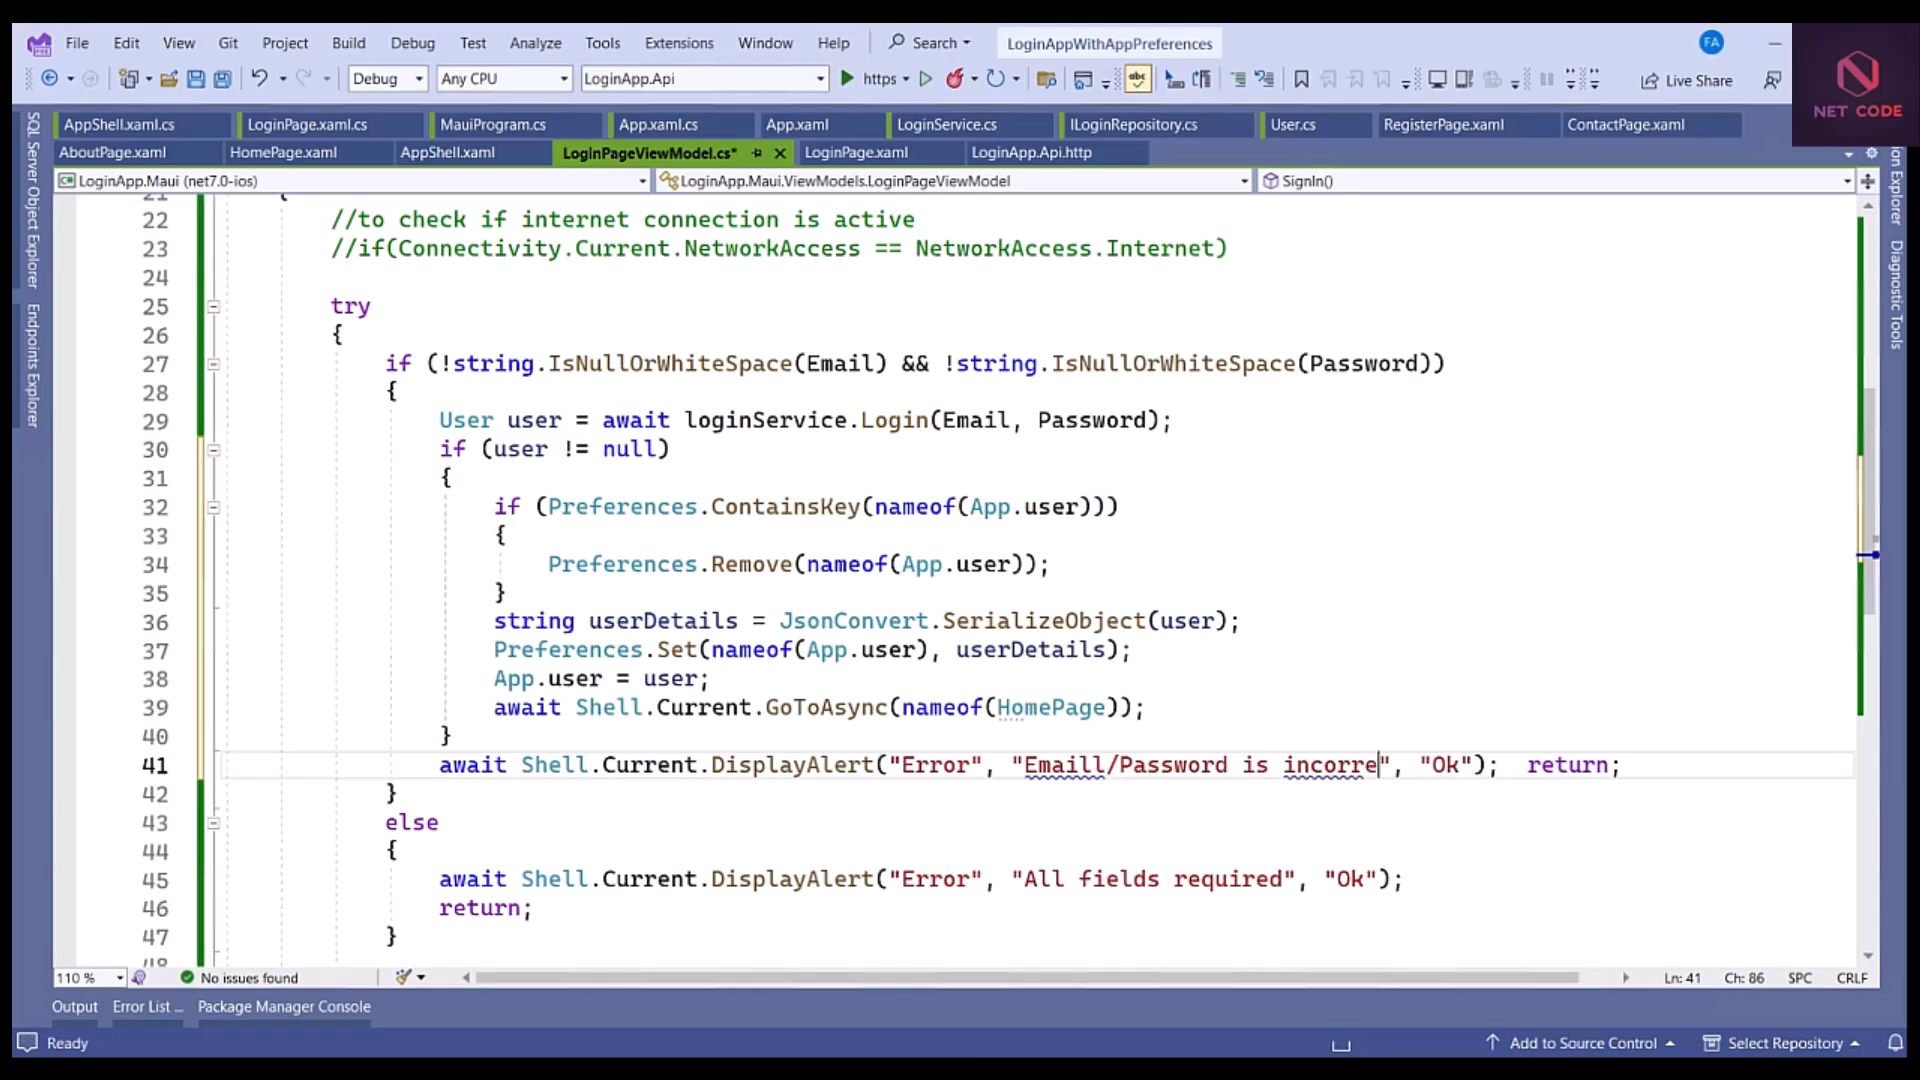 File Edit View Git Project Build Debug Test Analyze Tools Extensions Window Help Search LoginAppWithAppPreferences FA
Debug Any CPU LoginApp.Api https Live Share
NET CODE
AppShell.xaml.cs LoginPage.xaml.cs MauiProgram.cs App.xaml.cs App.xaml LoginService.cs ILoginRepository.cs User.cs RegisterPage.xaml ContactPage.xaml
AboutPage.xaml HomePage.xaml AppShell.xaml LoginPageViewModel.cs* LoginPage.xaml LoginApp.Api.http
LoginApp.Maui (net7.0-ios) LoginApp.Maui.ViewModels.LoginPageViewModel SignIn()
SQL Server Object Explorer
Endpoints Explorer
ion Explorer
Diagnostic Tools
21 {
22 //to check if internet connection is active
23 //if(Connectivity.Current.NetworkAccess == NetworkAccess.Internet)
24
25 try
26 {
27 if (!string.IsNullOrWhiteSpace(Email) && !string.IsNullOrWhiteSpace(Password))
28 {
29 User user = await loginService.Login(Email, Password);
30 if (user != null)
31 {
32 if (Preferences.ContainsKey(nameof(App.user)))
33 {
34 Preferences.Remove(nameof(App.user));
35 }
36 string userDetails = JsonConvert.SerializeObject(user);
37 Preferences.Set(nameof(App.user), userDetails);
38 App.user = user;
39 await Shell.Current.GoToAsync(nameof(HomePage));
40 }
41 await Shell.Current.DisplayAlert("Error", "Emaill/Password is incorre", "Ok"); return;
42 }
43 else
44 {
45 await Shell.Current.DisplayAlert("Error", "All fields required", "Ok");
46 return;
47 }
48
110 % No issues found Ln: 41 Ch: 86 SPC CRLF
Output Error List ... Package Manager Console
Ready Add to Source Control Select Repository